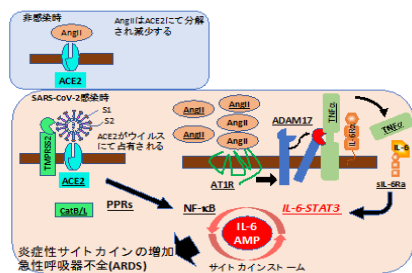 非感染時
AngII
AngIIはACE2にて分解
され減少する
ACE2
SARS-CoV-2感染時
S1
S2
TMPRSS2
ACE2がウイルス
にて占有される
ACE2
CatB/L
PPRs
AngII
AngII
AngII
AngII
AngII
AngII
AT1R
ADAM17
TNFα
IL-6Rα
TNFα
IL-6
sIL-6Ra
NF-κB
IL-6-STAT3
IL-6
AMP
サイトカインストーム
炎症性サイトカインの増加
急性呼吸器不全(ARDS)